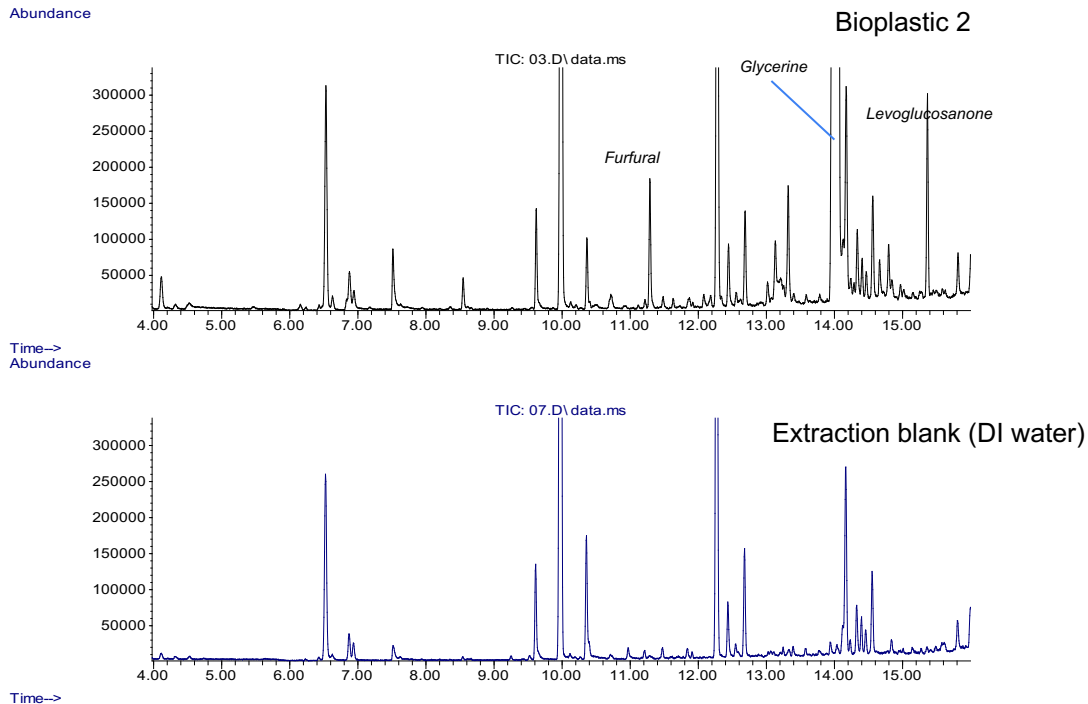 Abundance
Bioplastic 2
TIC: 03.D\ data.ms
Glycerine
Levoglucosanone
Furfural
300000
250000
200000
150000
100000
50000
4.00 5.00 6.00 7.00 8.00 9.00 10.00 11.00 12.00 13.00 14.00 15.00
Time-->
Abundance
TIC: 07.D\ data.ms
Extraction blank (DI water)
300000
250000
200000
150000
100000
50000
4.00 5.00 6.00 7.00 8.00 9.00 10.00 11.00 12.00 13.00 14.00 15.00
Time-->